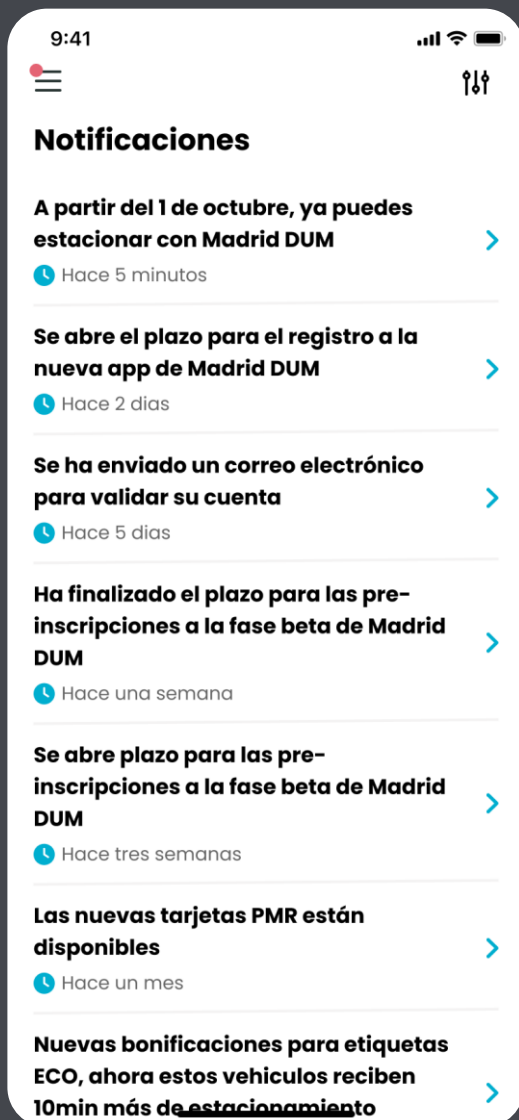 9:41
Notificaciones
A partir del 1 de octubre, ya puedes
estacionar con Madrid DUM
Hace 5 minutos
Se abre el plazo para el registro a la
nueva app de Madrid DUM
Hace 2 dias
Se ha enviado un correo electrónico
para validar su cuenta
Hace 5 dias
Ha finalizado el plazo para las pre-
inscripciones a la fase beta de Madrid
DUM
Hace una semana
Se abre plazo para las pre-
inscripciones a la fase beta de Madrid
DUM
Hace tres semanas
Las nuevas tarjetas PMR están
disponibles
Hace un mes
Nuevas bonificaciones para etiquetas
ECO, ahora estos vehiculos reciben
10min más de estacionamiento